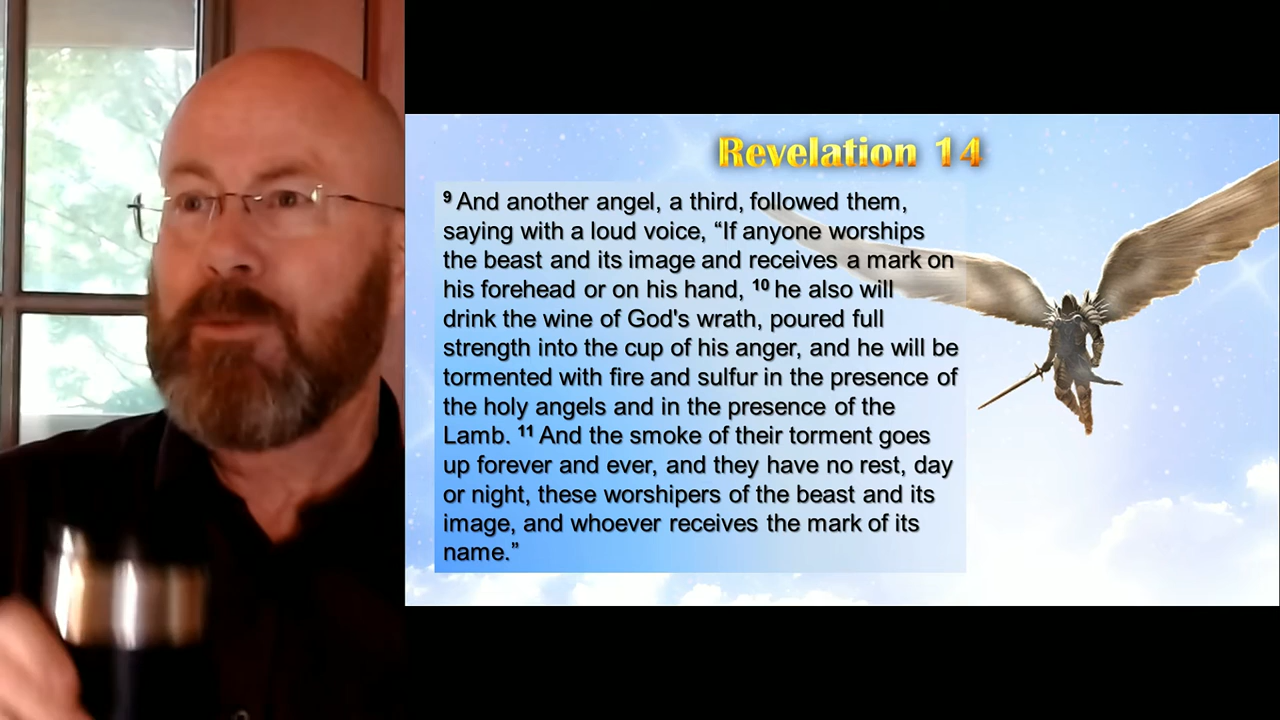 Revelation 14
9 And another angel, a third, followed them,
saying with a loud voice, “If anyone worships
the beast and its image and receives a mark on
his forehead or on his hand, 10 he also will
drink the wine of God's wrath, poured full
strength into the cup of his anger, and he will be
tormented with fire and sulfur in the presence of
the holy angels and in the presence of the
Lamb. 11 And the smoke of their torment goes
up forever and ever, and they have no rest, day
or night, these worshipers of the beast and its
image, and whoever receives the mark of its
name.”